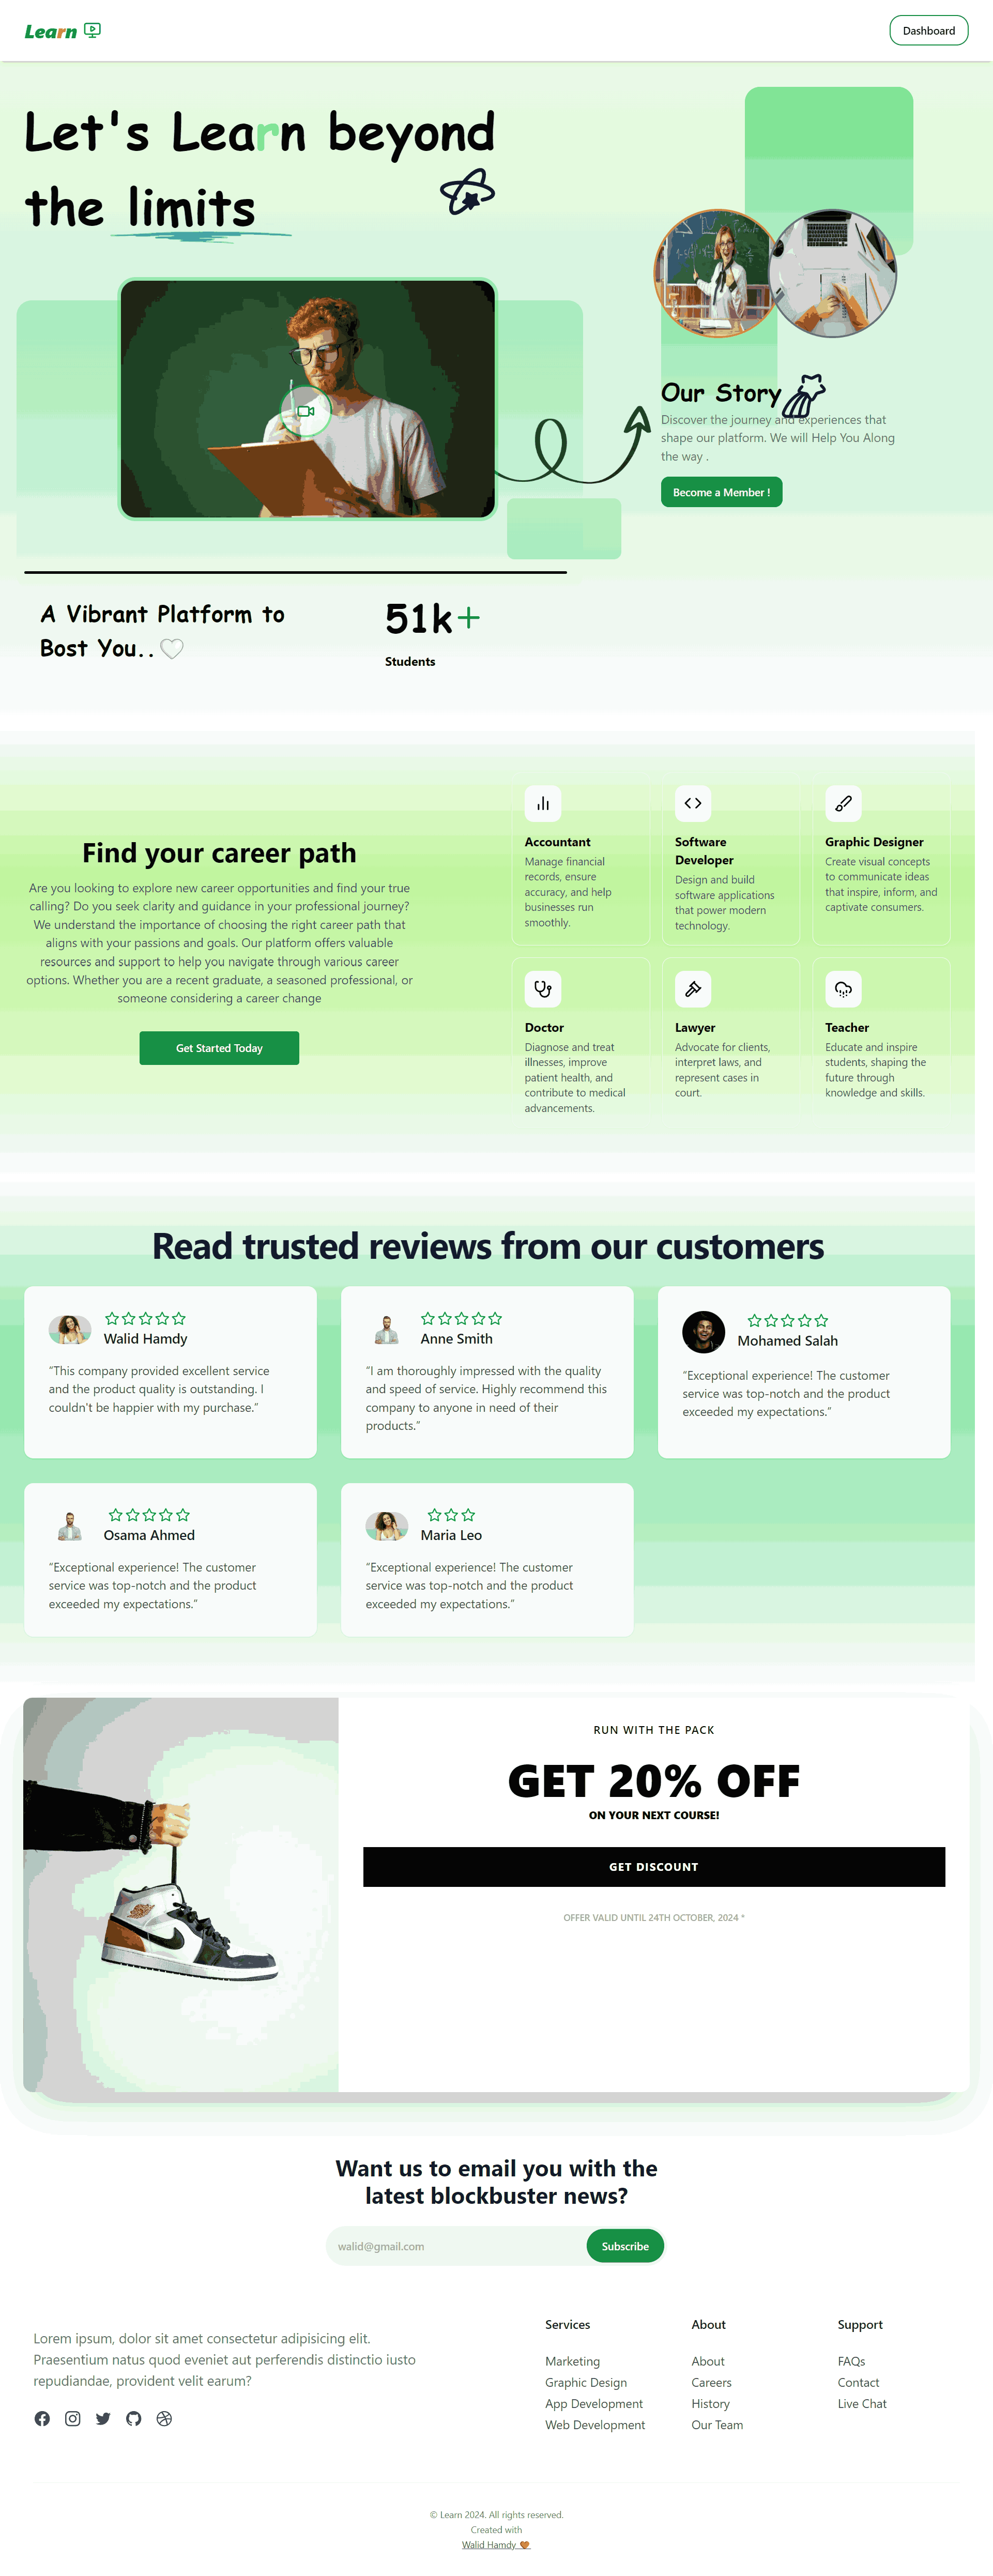 Learn
Dashboard
Let's Learn beyond
the limits
Our Story
Discover the journey and experiences that
shape our platform. We will Help You Along
the way .
Become a Member !
A Vibrant Platform to
Bost You..
51k+
Students
Find your career path
Are you looking to explore new career opportunities and find your true
calling? Do you seek clarity and guidance in your professional journey?
We understand the importance of choosing the right career path that
aligns with your passions and goals. Our platform offers valuable
resources and support to help you navigate through various career
options. Whether you are a recent graduate, a seasoned professional, or
someone considering a career change
Get Started Today
Accountant
Manage financial
records, ensure
accuracy, and help
businesses run
smoothly.
Software
Developer
Design and build
software applications
that power modern
technology.
Graphic Designer
Create visual concepts
to communicate ideas
that inspire, inform, and
captivate consumers.
Doctor
Diagnose and treat
illnesses, improve
patient health, and
contribute to medical
advancements.
Lawyer
Advocate for clients,
interpret laws, and
represent cases in
court.
Teacher
Educate and inspire
students, shaping the
future through
knowledge and skills.
Read trusted reviews from our customers
Walid Hamdy
“This company provided excellent service
and the product quality is outstanding. I
couldn't be happier with my purchase.”
Anne Smith
“I am thoroughly impressed with the quality
and speed of service. Highly recommend this
company to anyone in need of their
products.”
Mohamed Salah
“Exceptional experience! The customer
service was top-notch and the product
exceeded my expectations.”
Osama Ahmed
“Exceptional experience! The customer
service was top-notch and the product
exceeded my expectations.”
Maria Leo
“Exceptional experience! The customer
service was top-notch and the product
exceeded my expectations.”
RUN WITH THE PACK
GET 20% OFF
ON YOUR NEXT COURSE!
GET DISCOUNT
OFFER VALID UNTIL 24TH OCTOBER, 2024 *
Want us to email you with the
latest blockbuster news?
walid@gmail.com
Subscribe
Lorem ipsum, dolor sit amet consectetur adipisicing elit.
Praesentium natus quod eveniet aut perferendis distinctio iusto
repudiandae, provident velit earum?
Services
Marketing
Graphic Design
App Development
Web Development
About
About
Careers
History
Our Team
Support
FAQs
Contact
Live Chat
© Learn 2024. All rights reserved.
Created with
Walid Hamdy